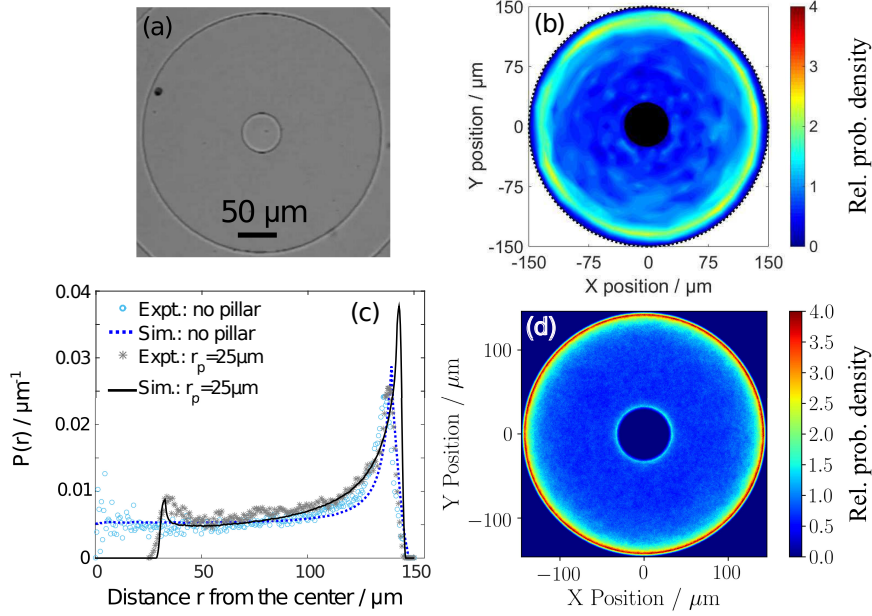 (a)
50 µm
(b)
150
75
0
-75
-150
-150
-75
0
75
150
Y position / µm
X position / µm
4
3
2
1
0
Rel. prob. density
(c)
0.04
0.03
0.02
0.01
0
0
50
100
150
P(r) / µm-1
Distance r from the center / µm
Expt.: no pillar
Sim.: no pillar
Expt.: rp=25µm
Sim.: rp=25µm
(d)
100
0
−100
−100
0
100
Y Position / µm
X Position / µm
4.0
3.5
3.0
2.5
2.0
1.5
1.0
0.5
0.0
Rel. prob. density